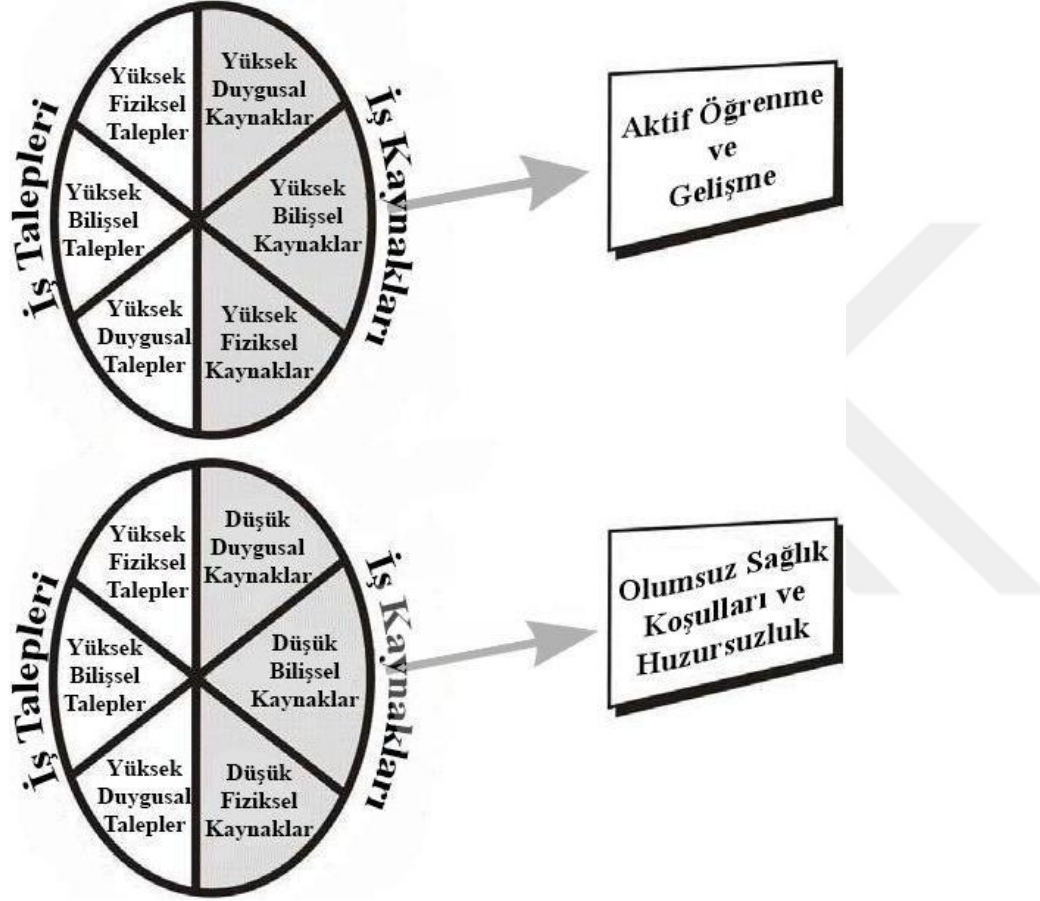 İş Talepleri
Yüksek
Fiziksel
Talepler
Yüksek
Bilişsel
Talepler
Yüksek
Duygusal
Talepler
Yüksek
Duygusal
Kaynaklar
Yüksek
Bilişsel
Kaynaklar
Yüksek
Fiziksel
Kaynaklar
İş Kaynakları
Aktif Öğrenme
ve
Gelişme
İş Talepleri
Yüksek
Fiziksel
Talepler
Yüksek
Bilişsel
Talepler
Yüksek
Duygusal
Talepler
Düşük
Duygusal
Kaynaklar
Düşük
Bilişsel
Kaynaklar
Düşük
Fiziksel
Kaynaklar
İş Kaynakları
Olumsuz Sağlık
Koşulları ve
Huzursuzluk